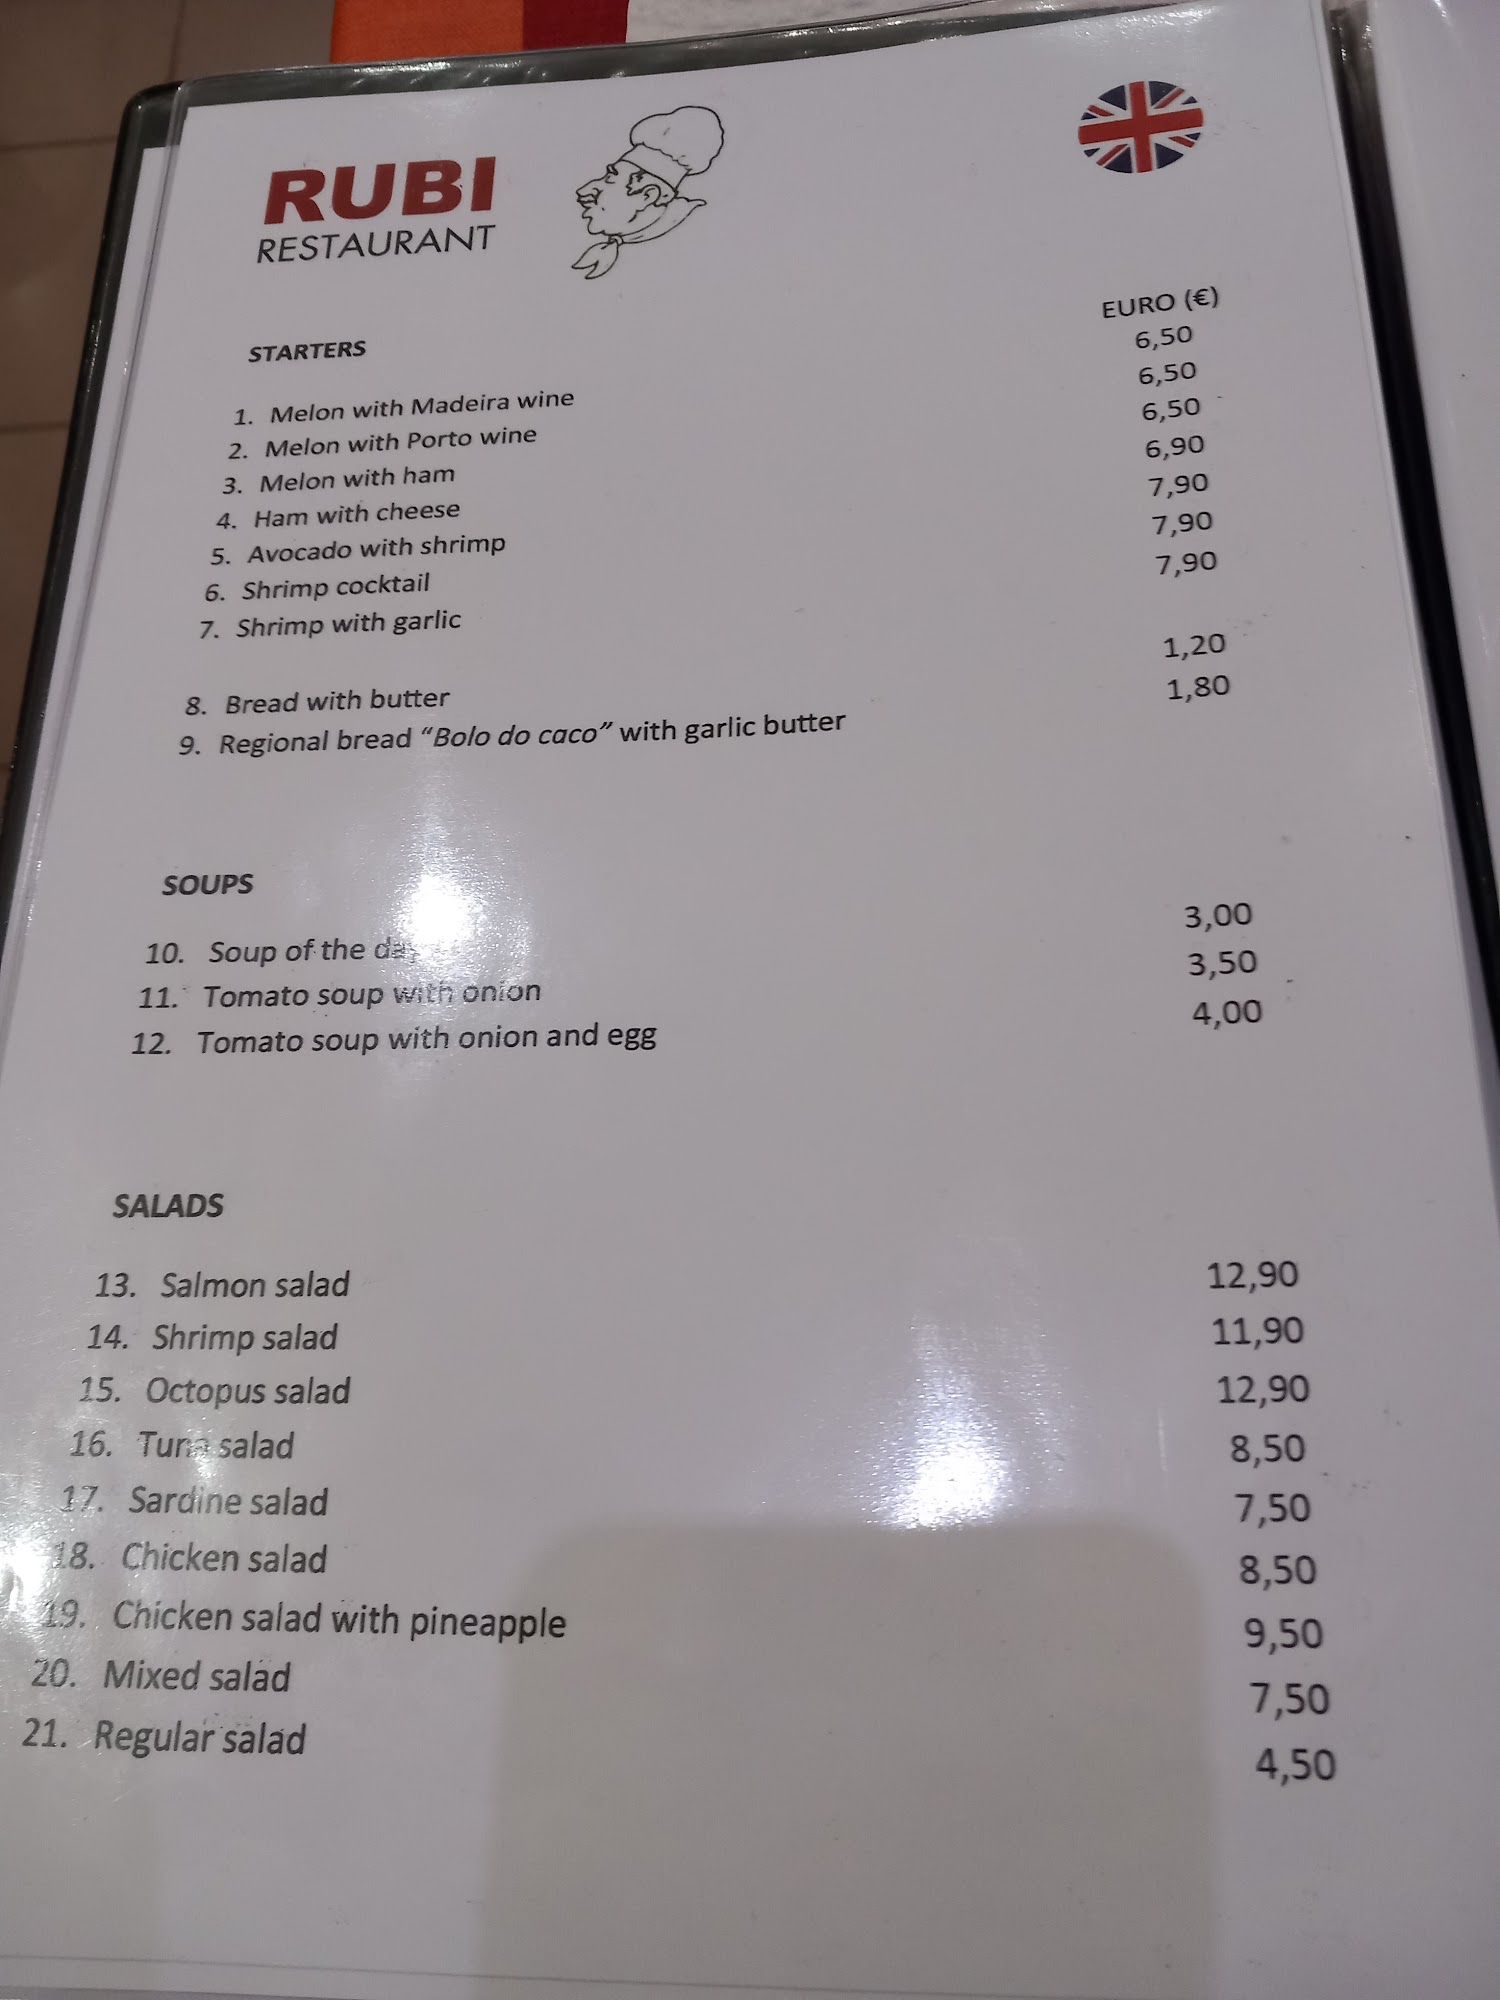 RUBI
RESTAURANT
EURO (€)
STARTERS
1. Melon with Madeira wine 6,50
2. Melon with Porto wine 6,50
3. Melon with ham 6,50
4. Ham with cheese 6,90
5. Avocado with shrimp 7,90
6. Shrimp cocktail 7,90
7. Shrimp with garlic 7,90
8. Bread with butter 1,20
9. Regional bread “Bolo do caco” with garlic butter 1,80
SOUPS
10. Soup of the day 3,00
11. Tomato soup with onion 3,50
12. Tomato soup with onion and egg 4,00
SALADS
13. Salmon salad 12,90
14. Shrimp salad 11,90
15. Octopus salad 12,90
16. Tuna salad 8,50
17. Sardine salad 7,50
18. Chicken salad 8,50
19. Chicken salad with pineapple 9,50
20. Mixed salad 7,50
21. Regular salad 4,50